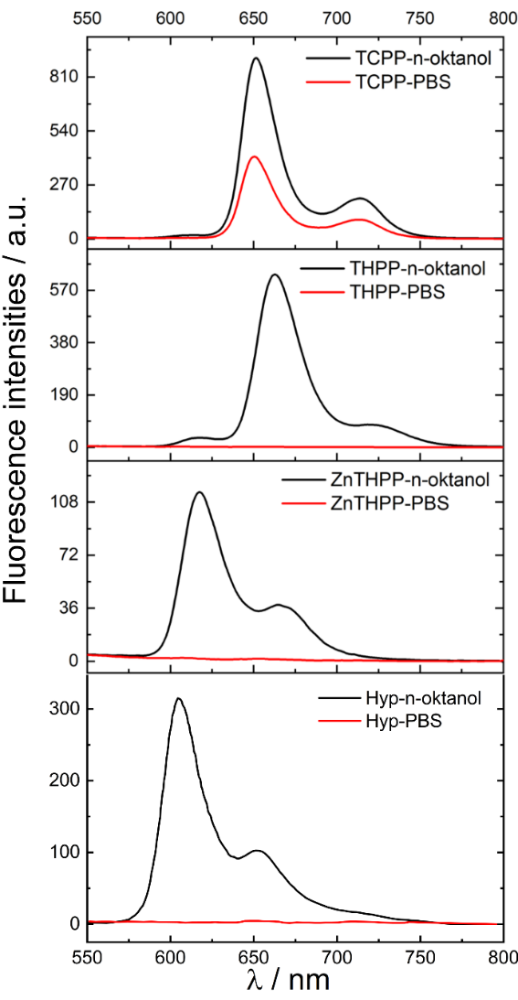 550 600 650 700 750 800
TCPP-n-oktanol
TCPP-PBS
810
540
270
0
THPP-n-oktanol
THPP-PBS
570
380
190
0
ZnTHPP-n-oktanol
ZnTHPP-PBS
108
72
36
0
Hyp-n-oktanol
Hyp-PBS
300
200
100
0
Fluorescence intensities / a.u.
550 600 650 700 750 800
λ / nm